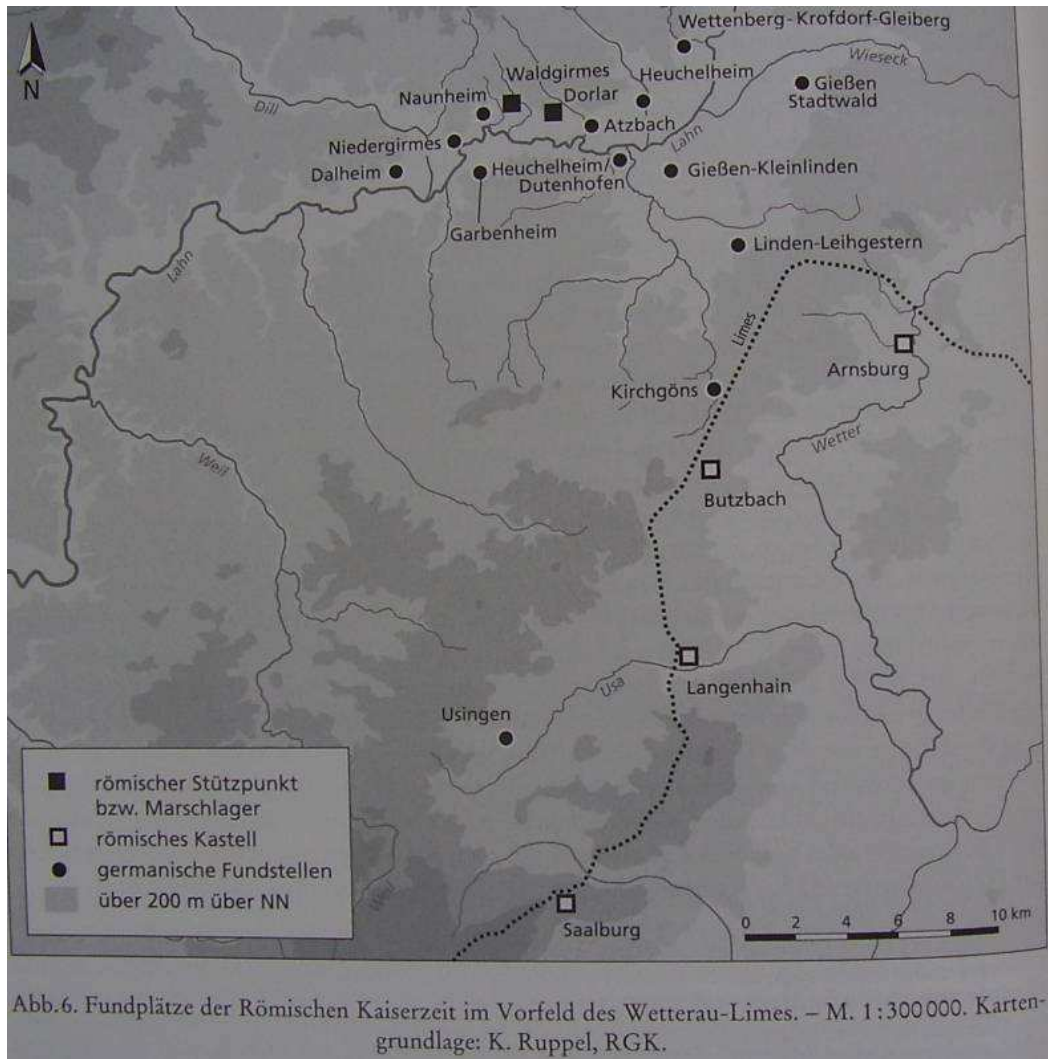 Wettenberg-Krofdorf-Gleiberg
Wieseck
Waldgirmes
Heuchelheim
Gießen
Stadtwald
N
Dill
Naunheim
Dorlar
Atzbach
Lahn
Niedergirmes
Dalheim
Heuchelheim/
Dutenhofen
Gießen-Kleinlinden
Garbenheim
Linden-Leihgestern
Lahn
Limes
Arnsburg
Kirchgöns
Wetter
Weil
Butzbach
Usa
Langenhain
Usingen
römischer Stützpunkt
bzw. Marschlager
römisches Kastell
germanische Fundstellen
über 200 m über NN
Saalburg
0 2 4 6 8 10 km
Abb.6. Fundplätze der Römischen Kaiserzeit im Vorfeld des Wetterau-Limes. – M. 1:300000. Karten-
grundlage: K. Ruppel, RGK.